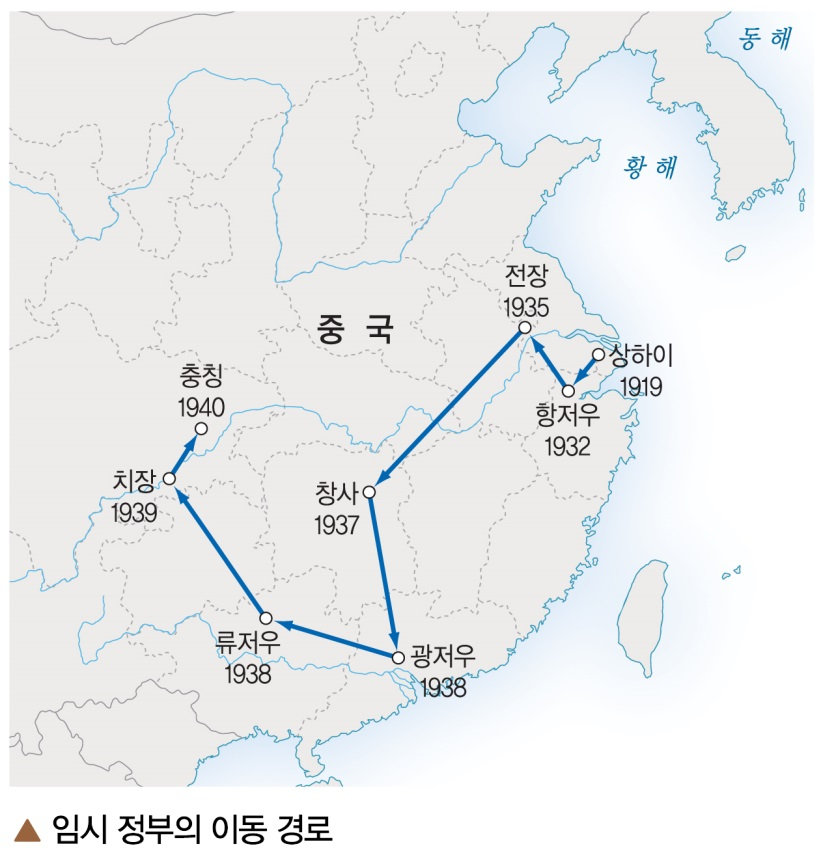 동 해
황 해
중 국
전장
1935
상하이
1919
항저우
1932
충칭
1940
치장
1939
창사
1937
류저우
1938
광저우
1938
▲ 임시 정부의 이동 경로